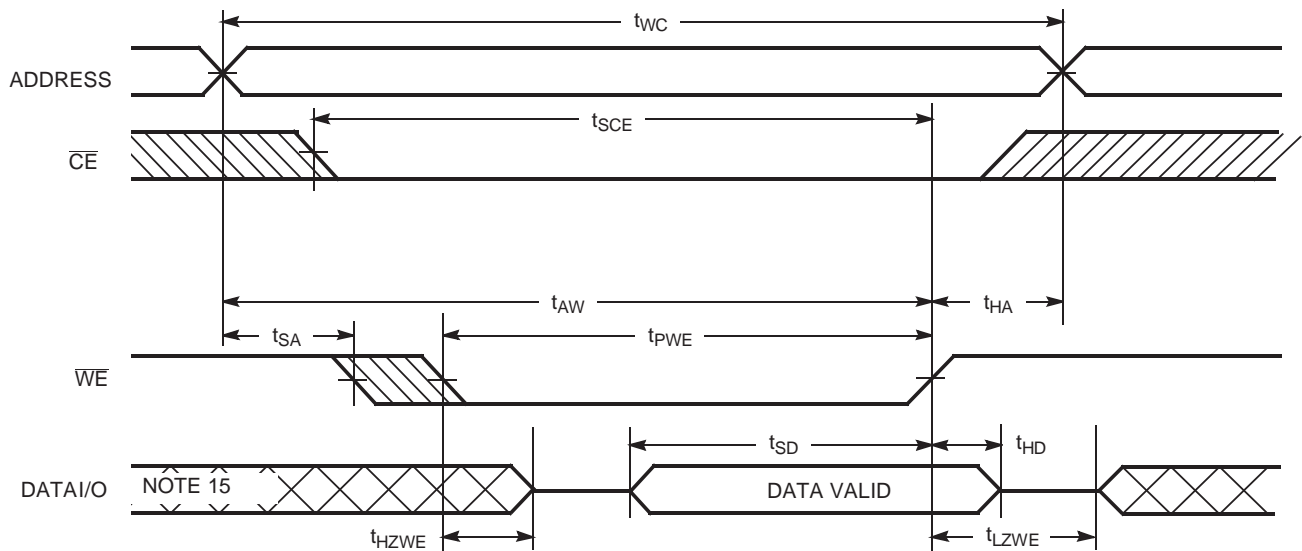 tWC
ADDRESS
tSCE
CE
tAW
tHA
tSA
tPWE
WE
tSD
tHD
DATAI/O
NOTE 15
DATA VALID
tHZWE
tLZWE